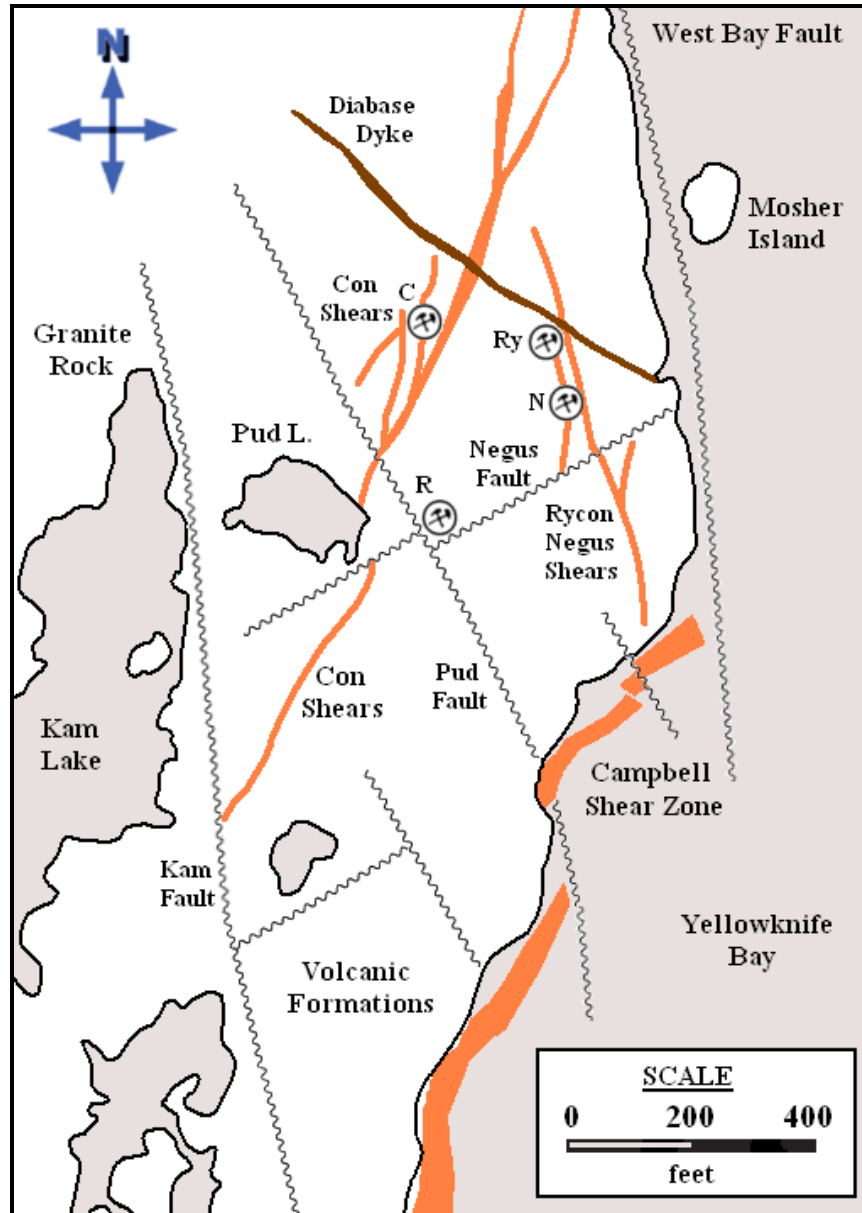 N
West Bay Fault
Diabase
Dyke
Mosher
Island
Con
Shears
C
Granite
Rock
Ry
N
Pud L.
Negus
Fault
R
Rycon
Negus
Shears
Con
Shears
Pud
Fault
Kam
Lake
Campbell
Shear Zone
Kam
Fault
Yellowknife
Bay
Volcanic
Formations
SCALE
0 200 400
feet